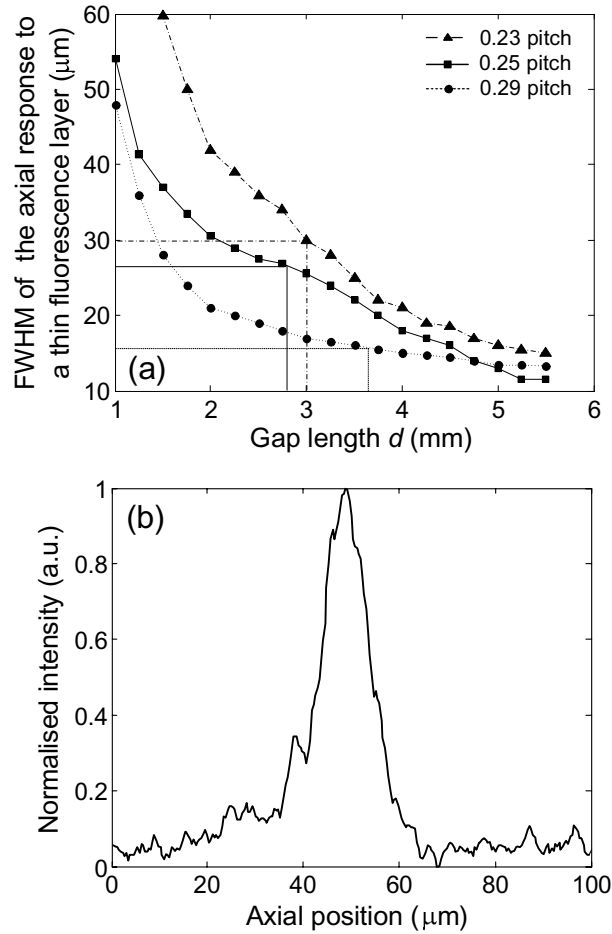 FWHM of the axial response to
a thin fluorescence layer (μm)
60
50
40
30
20
10
0.23 pitch
0.25 pitch
0.29 pitch
(a)
1 2 3 4 5 6
Gap length d (mm)
Normalised intensity (a.u.)
1
0.8
0.6
0.4
0.2
0
(b)
0 20 40 60 80 100
Axial position (μm)